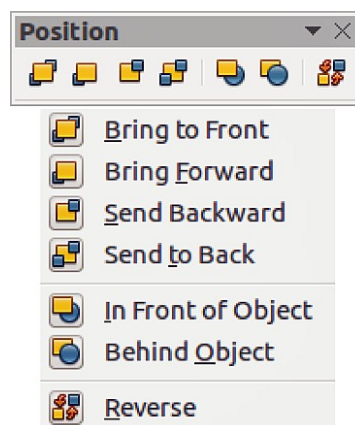 Position
Bring to Front
Bring Forward
Send Backward
Send to Back
In Front of Object
Behind Object
Reverse